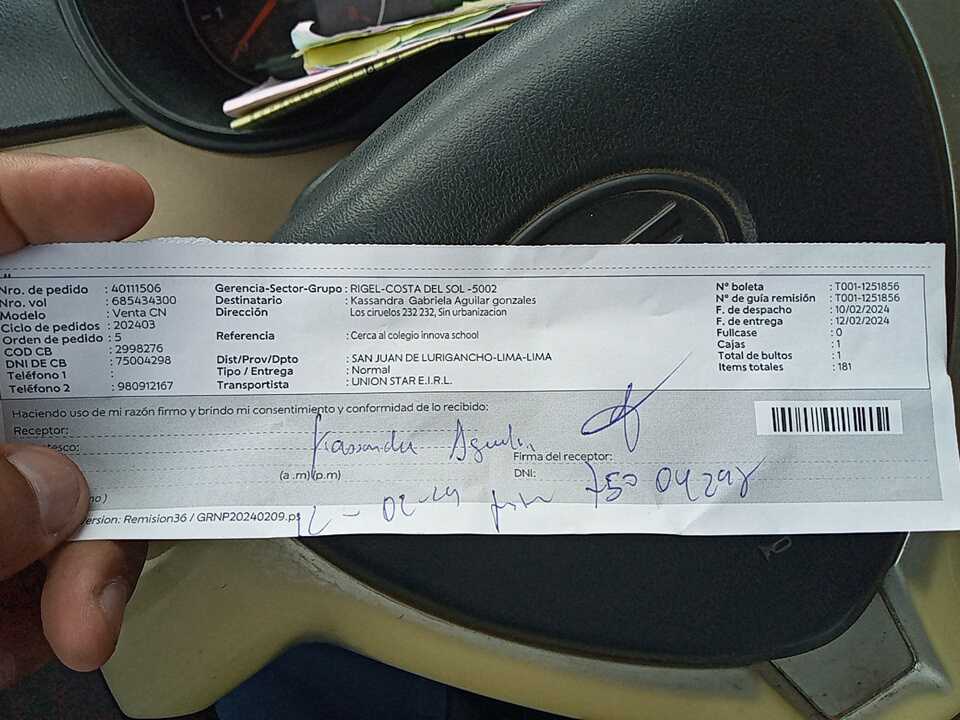 Nro. de pedido : 40111506
Nro. vol : 685434300
Modelo : Venta CN
Ciclo de pedidos : 202403
Orden de pedido : 5
COD CB : 2998276
DNI DE CB : 75004298
Teléfono 1 :
Teléfono 2 : 980912167
Gerencia-Sector-Grupo : RIGEL-COSTA DEL SOL -5002
Destinatario : Kassandra Gabriela Aguilar gonzales
Dirección : Los ciruelos 232 232, Sin urbanizacion
Referencia : Cerca al colegio innova school
Dist/Prov/Dpto : SAN JUAN DE LURIGANCHO-LIMA-LIMA
Tipo / Entrega : Normal
Transportista : UNION STAR E.I.R.L.
N° boleta : T001-1251856
N° de guía remisión : T001-1251856
F. de despacho : 10/02/2024
F. de entrega : 12/02/2024
Fullcase : 0
Cajas : 1
Total de bultos : 1
Items totales : 181
Haciendo uso de mi razón firmo y brindo mi consentimiento y conformidad de lo recibido:
Receptor:
Kassandra Aguilar
tesco:
Firma del receptor:
(a .m) (p.m)
DNI: 75004298
12-02-24
no )
ersion: Remision36 / GRNP20240209.ps